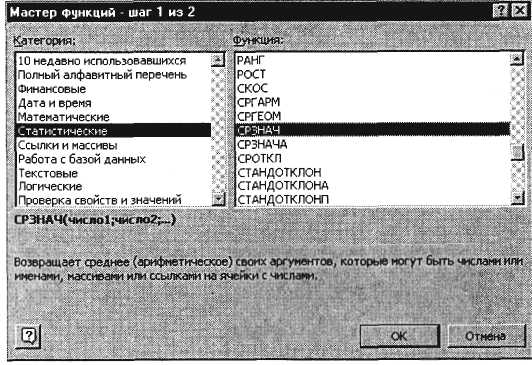 Мастер функций - шаг 1 из 2
Категория:
Функция:
10 недавно использовавшихся
Полный алфавитный перечень
Финансовые
Дата и время
Математические
Статистические
Ссылки и массивы
Работа с базой данных
Текстовые
Логические
Проверка свойств и значений
РАНГ
РОСТ
СКОС
СРГАРМ
СРГЕОМ
СРЗНАЧ
СРЗНАЧА
СРОТКЛ
СТАНДОТКЛОН
СТАНДОТКЛОНА
СТАНДОТКЛОНП
СРЗНАЧ(число1;число2;...)
Возвращает среднее (арифметическое) своих аргументов, которые могут быть числами или
именами, массивами или ссылками на ячейки с числами.
ОК
Отмена